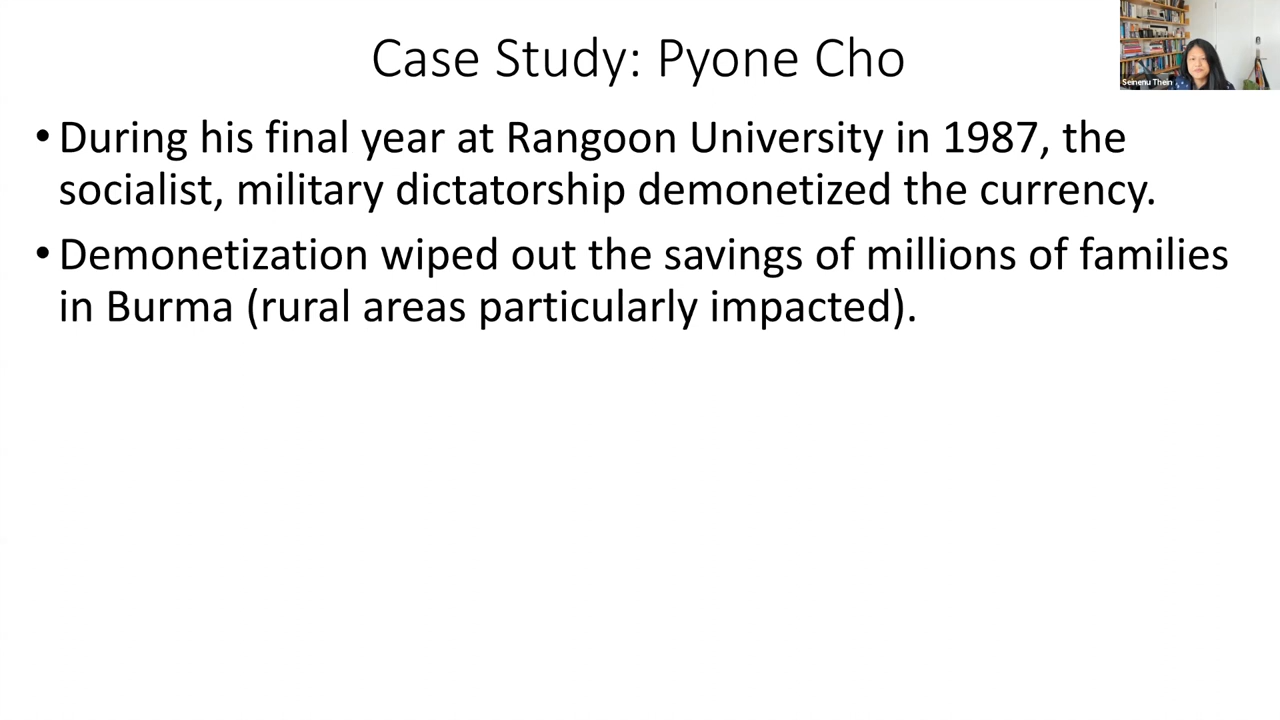 Case Study: Pyone Cho
Seinenu Thein
• During his final year at Rangoon University in 1987, the
socialist, military dictatorship demonetized the currency.
• Demonetization wiped out the savings of millions of families
in Burma (rural areas particularly impacted).